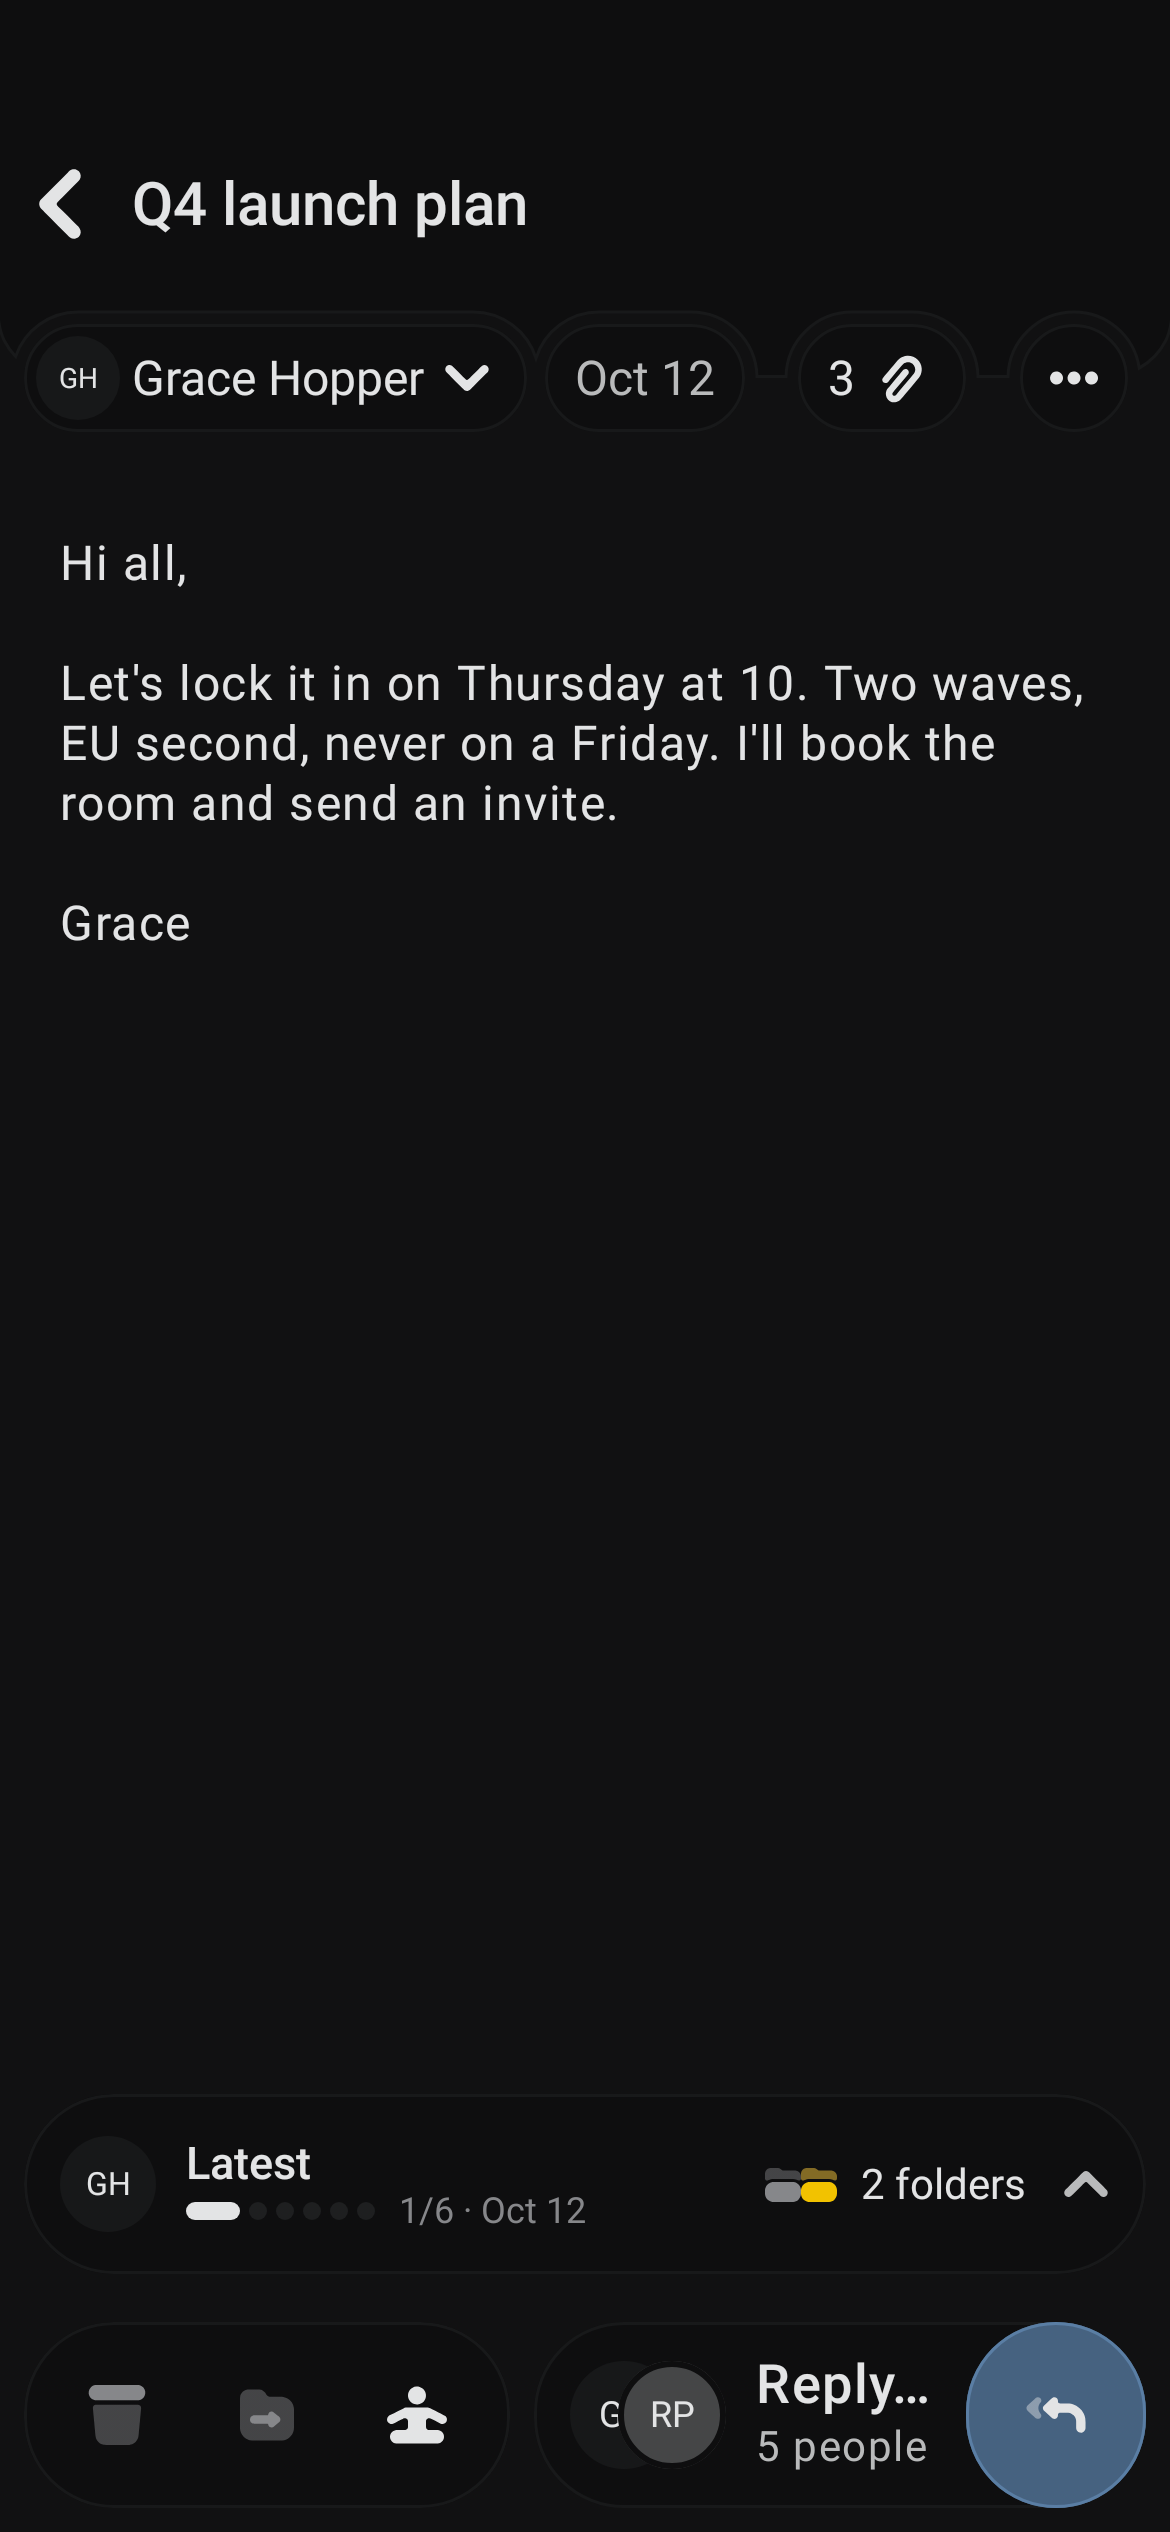 Q4 launch plan
GH Grace Hopper Oct 12 3
Hi all,
Let's lock it in on Thursday at 10. Two waves,
EU second, never on a Friday. I'll book the
room and send an invite.
Grace
GH Latest
1/6 · Oct 12
2 folders
G RP Reply...
5 people